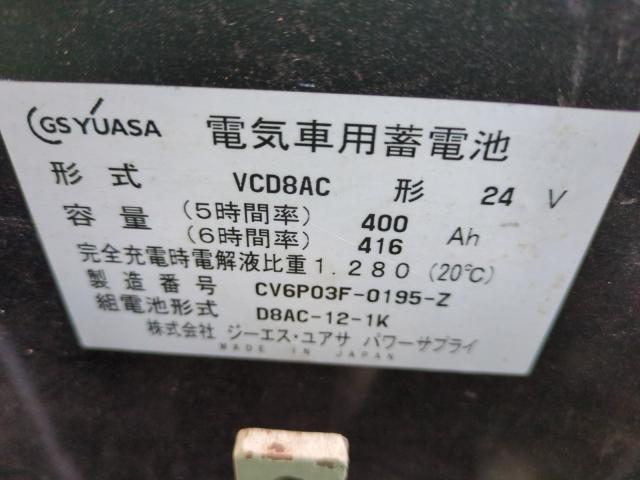 GS YUASA 電気車用蓄電池
形式 VCD8AC 形 24 V
容量 (5時間率) 400 Ah
(6時間率) 416
完全充電時電解液比重 1.280 (20℃)
製造番号 CV6P03F-0195-Z
組電池形式 D8AC-12-1K
株式会社 ジーエス・ユアサ パワーサプライ
MADE IN JAPAN